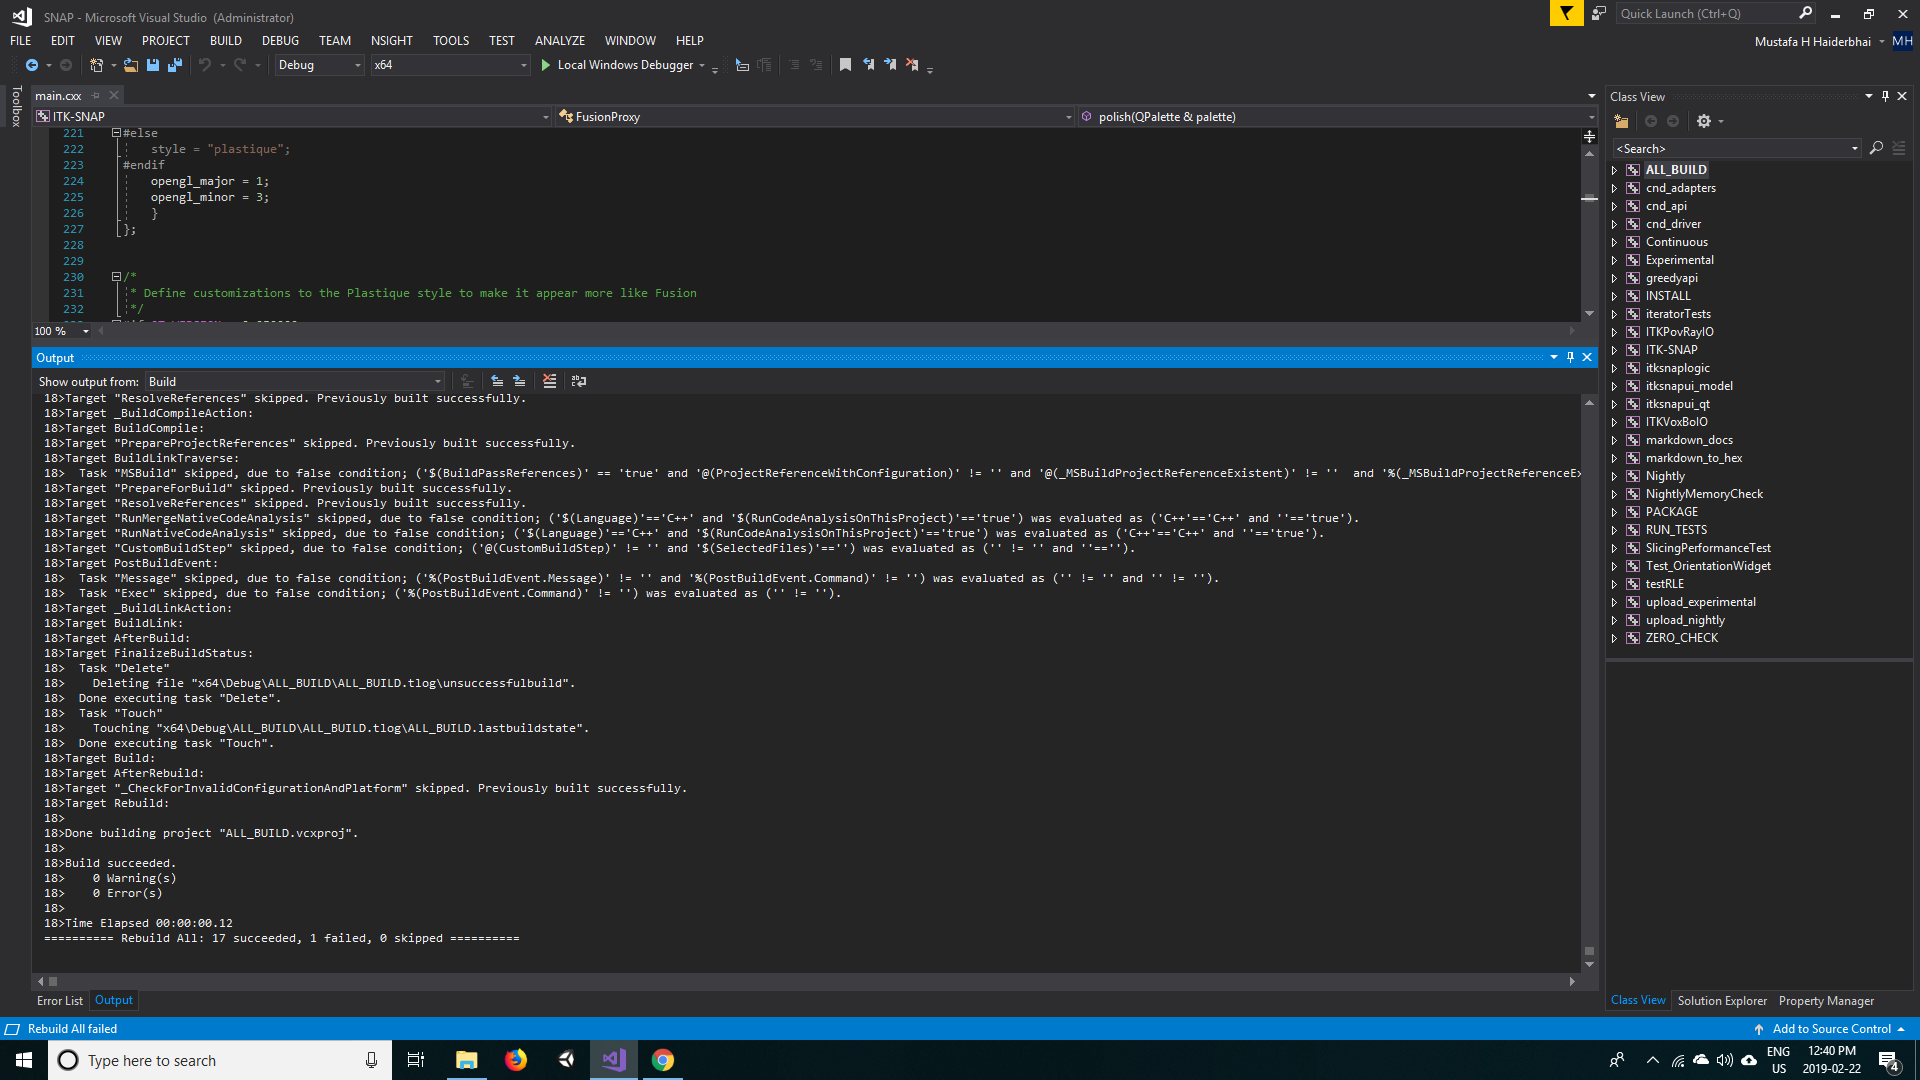 SNAP - Microsoft Visual Studio (Administrator)
Quick Launch (Ctrl+Q)
FILE EDIT VIEW PROJECT BUILD DEBUG TEAM NSIGHT TOOLS TEST ANALYZE WINDOW HELP
Mustafa H Haiderbhai MH
Debug x64 Local Windows Debugger
Toolbox
main.cxx
ITK-SNAP FusionProxy polish(QPalette & palette)
221 #else
222 style = "plastique";
223 #endif
224 opengl_major = 1;
225 opengl_minor = 3;
226 }
227 };
228
229
230 /*
231 * Define customizations to the Plastique style to make it appear more like Fusion
232 */
100 %
Output
Show output from: Build
18>Target "ResolveReferences" skipped. Previously built successfully.
18>Target _BuildCompileAction:
18>Target BuildCompile:
18>Target "PrepareProjectReferences" skipped. Previously built successfully.
18>Target BuildLinkTraverse:
18>  Task "MSBuild" skipped, due to false condition; ('$(BuildPassReferences)' == 'true' and '@(ProjectReferenceWithConfiguration)' != '' and '@(_MSBuildProjectReferenceExistent)' != ''  and '%(_MSBuildProjectReferenceEx
18>Target "PrepareForBuild" skipped. Previously built successfully.
18>Target "ResolveReferences" skipped. Previously built successfully.
18>Target "RunMergeNativeCodeAnalysis" skipped, due to false condition; ('$(Language)'=='C++' and '$(RunCodeAnalysisOnThisProject)'=='true') was evaluated as ('C++'=='C++' and ''=='true').
18>Target "RunNativeCodeAnalysis" skipped, due to false condition; ('$(Language)'=='C++' and '$(RunCodeAnalysisOnThisProject)'=='true') was evaluated as ('C++'=='C++' and ''=='true').
18>Target "CustomBuildStep" skipped, due to false condition; ('@(CustomBuildStep)' != '' and '$(SelectedFiles)'=='') was evaluated as ('' != '' and ''=='').
18>Target PostBuildEvent:
18>  Task "Message" skipped, due to false condition; ('%(PostBuildEvent.Message)' != '' and '%(PostBuildEvent.Command)' != '') was evaluated as ('' != '' and '' != '').
18>  Task "Exec" skipped, due to false condition; ('%(PostBuildEvent.Command)' != '') was evaluated as ('' != '').
18>Target _BuildLinkAction:
18>Target BuildLink:
18>Target AfterBuild:
18>Target FinalizeBuildStatus:
18>  Task "Delete"
18>    Deleting file "x64\Debug\ALL_BUILD\ALL_BUILD.tlog\unsuccessfulbuild".
18>  Done executing task "Delete".
18>  Task "Touch"
18>    Touching "x64\Debug\ALL_BUILD\ALL_BUILD.tlog\ALL_BUILD.lastbuildstate".
18>  Done executing task "Touch".
18>Target Build:
18>Target AfterRebuild:
18>Target "_CheckForInvalidConfigurationAndPlatform" skipped. Previously built successfully.
18>Target Rebuild:
18>
18>Done building project "ALL_BUILD.vcxproj".
18>
18>Build succeeded.
18>    0 Warning(s)
18>    0 Error(s)
18>
18>Time Elapsed 00:00:00.12
========== Rebuild All: 17 succeeded, 1 failed, 0 skipped ==========
Error List Output
Class View
<Search>
ALL_BUILD
cnd_adapters
cnd_api
cnd_driver
Continuous
Experimental
greedyapi
INSTALL
iteratorTests
ITKPovRayIO
ITK-SNAP
itksnaplogic
itksnapui_model
itksnapui_qt
ITKVoxBoIO
markdown_docs
markdown_to_hex
Nightly
NightlyMemoryCheck
PACKAGE
RUN_TESTS
SlicingPerformanceTest
Test_OrientationWidget
testRLE
upload_experimental
upload_nightly
ZERO_CHECK
Class View Solution Explorer Property Manager
Rebuild All failed
Add to Source Control
Type here to search
ENG
US
12:40 PM
2019-02-22
4